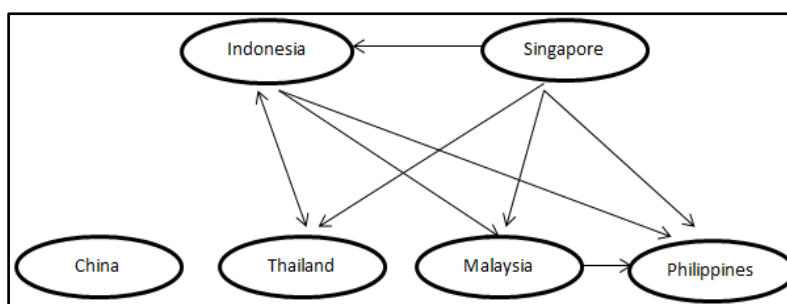 Indonesia
Singapore
China
Thailand
Malaysia
Philippines